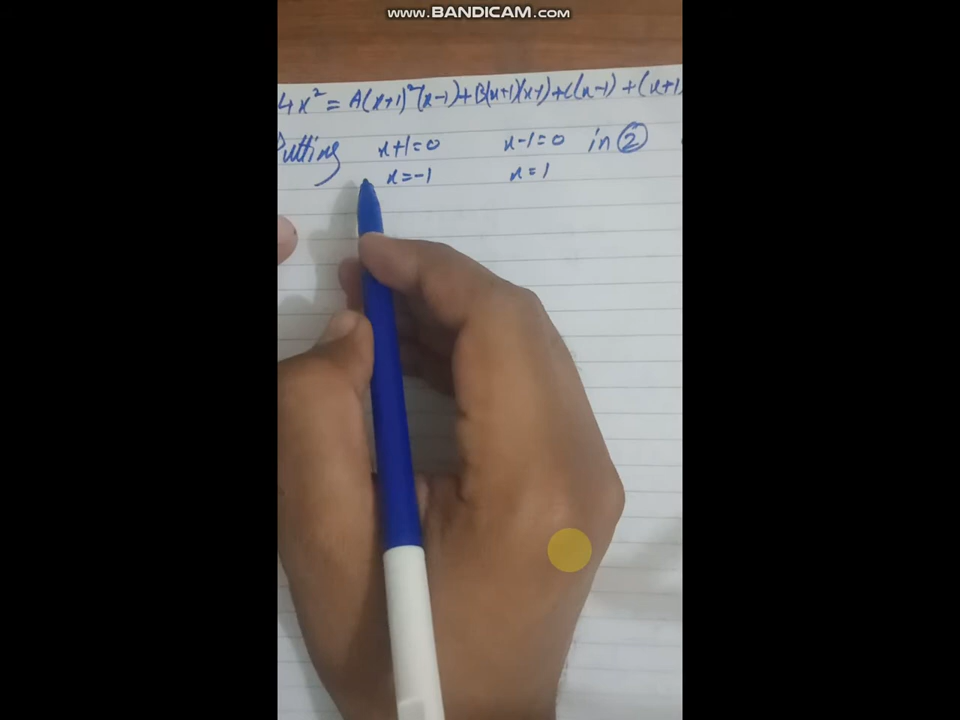 www.BANDICAM.com
4x² = A(x+1)²(x-1)+B(x+1)(x-1)+C(x-1)+(x+1)
Putting x+1=0 x-1=0 in ②
x=-1 x=1